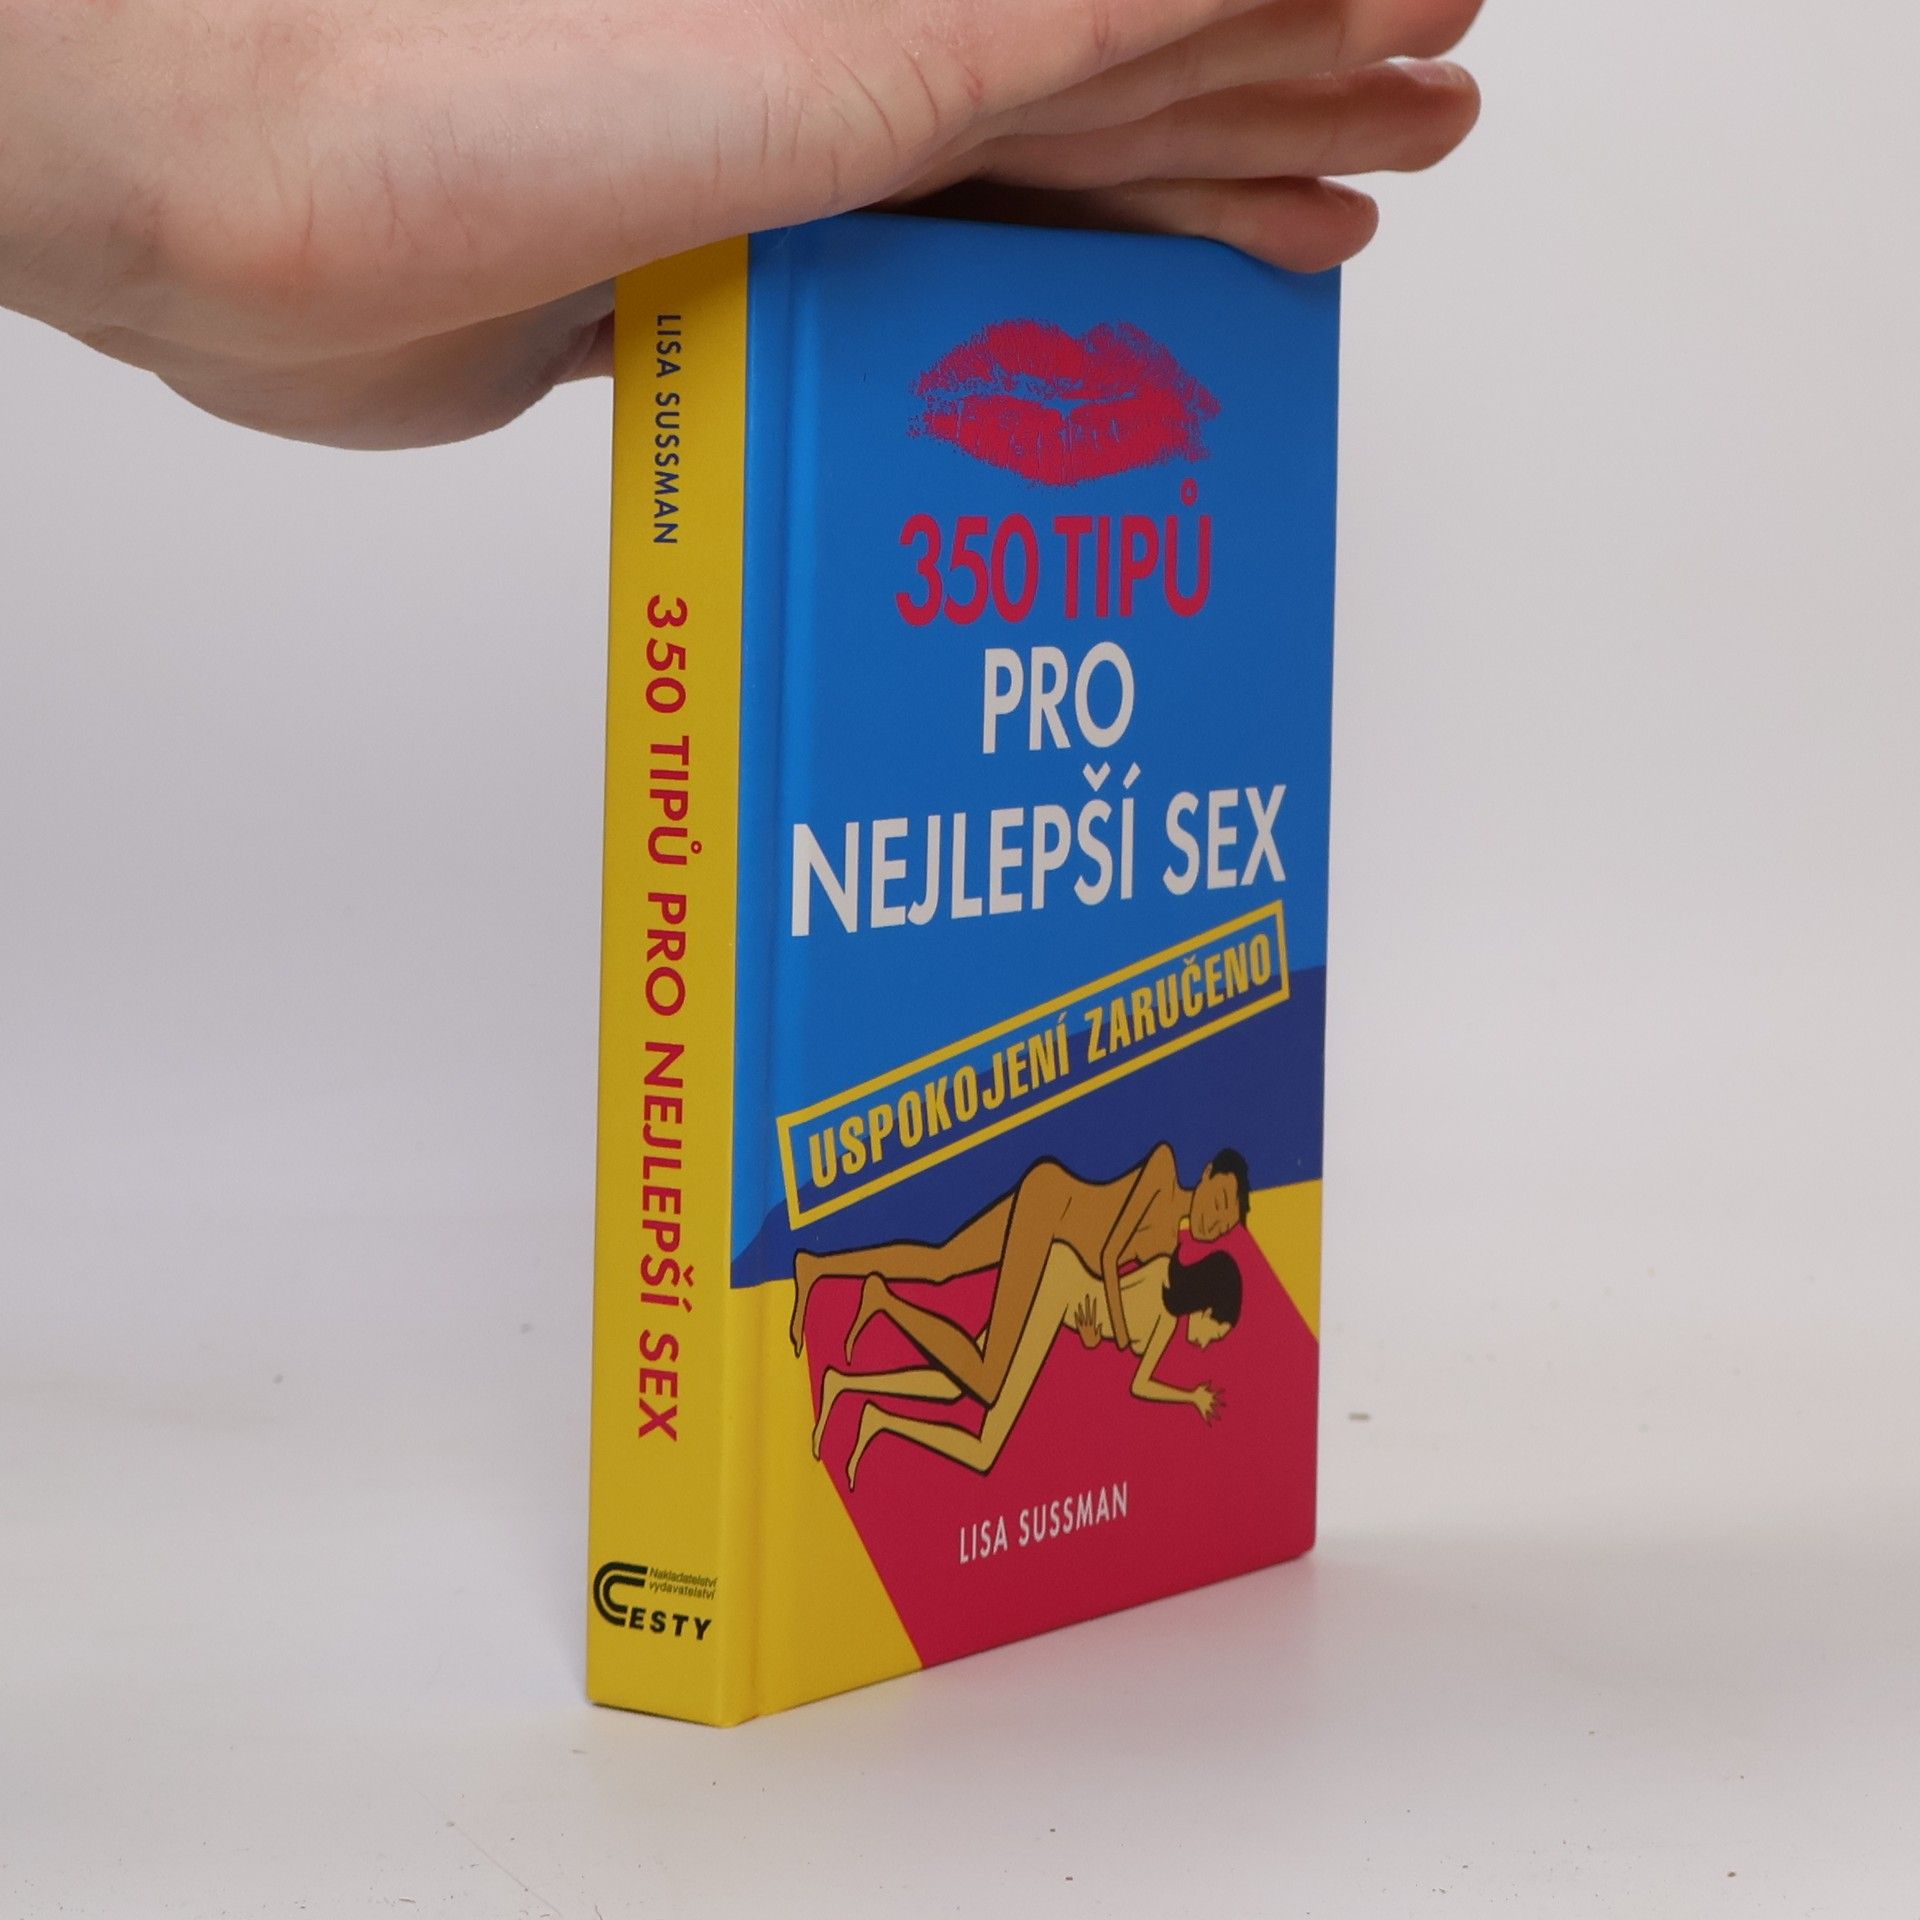 LISA SUSSMAN 350 TIPŮ PRO NEJLEPŠÍ SEX
Nakladatelství
vydavatelství
CESTY
350 TIPŮ
PRO
NEJLEPŠÍ SEX
USPOKOJENÍ ZARUČENO
LISA SUSSMAN